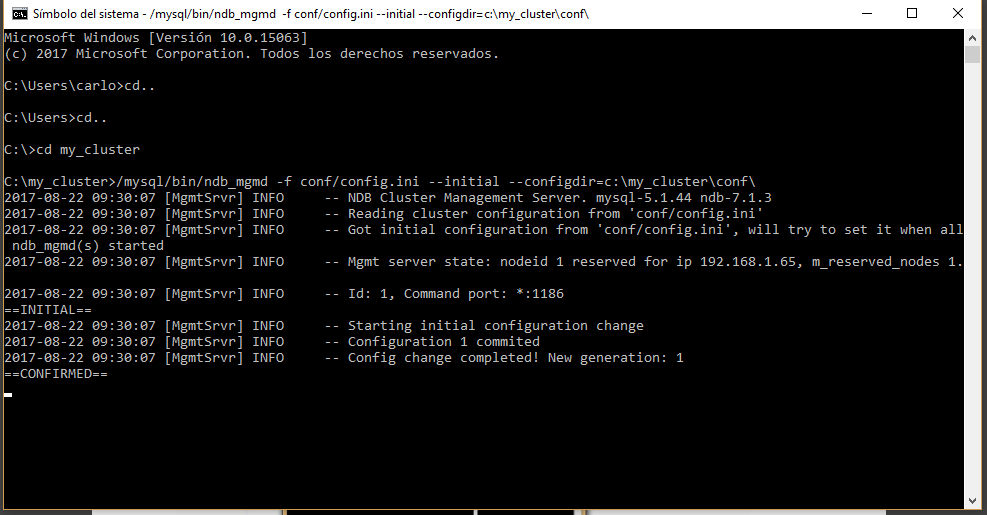 Símbolo del sistema - /mysql/bin/ndb_mgmd -f conf/config.ini --initial --configdir=c:\my_cluster\conf\
Microsoft Windows [Versión 10.0.15063]
(c) 2017 Microsoft Corporation. Todos los derechos reservados.
C:\Users\carlo>cd..
C:\Users>cd..
C:\>cd my_cluster
C:\my_cluster>/mysql/bin/ndb_mgmd -f conf/config.ini --initial --configdir=c:\my_cluster\conf\
2017-08-22 09:30:07 [MgmtSrvr] INFO     -- NDB Cluster Management Server. mysql-5.1.44 ndb-7.1.3
2017-08-22 09:30:07 [MgmtSrvr] INFO     -- Reading cluster configuration from 'conf/config.ini'
2017-08-22 09:30:07 [MgmtSrvr] INFO     -- Got initial configuration from 'conf/config.ini', will try to set it when all
 ndb_mgmd(s) started
2017-08-22 09:30:07 [MgmtSrvr] INFO     -- Mgmt server state: nodeid 1 reserved for ip 192.168.1.65, m_reserved_nodes 1.
2017-08-22 09:30:07 [MgmtSrvr] INFO     -- Id: 1, Command port: *:1186
==INITIAL==
2017-08-22 09:30:07 [MgmtSrvr] INFO     -- Starting initial configuration change
2017-08-22 09:30:07 [MgmtSrvr] INFO     -- Configuration 1 commited
2017-08-22 09:30:07 [MgmtSrvr] INFO     -- Config change completed! New generation: 1
==CONFIRMED==